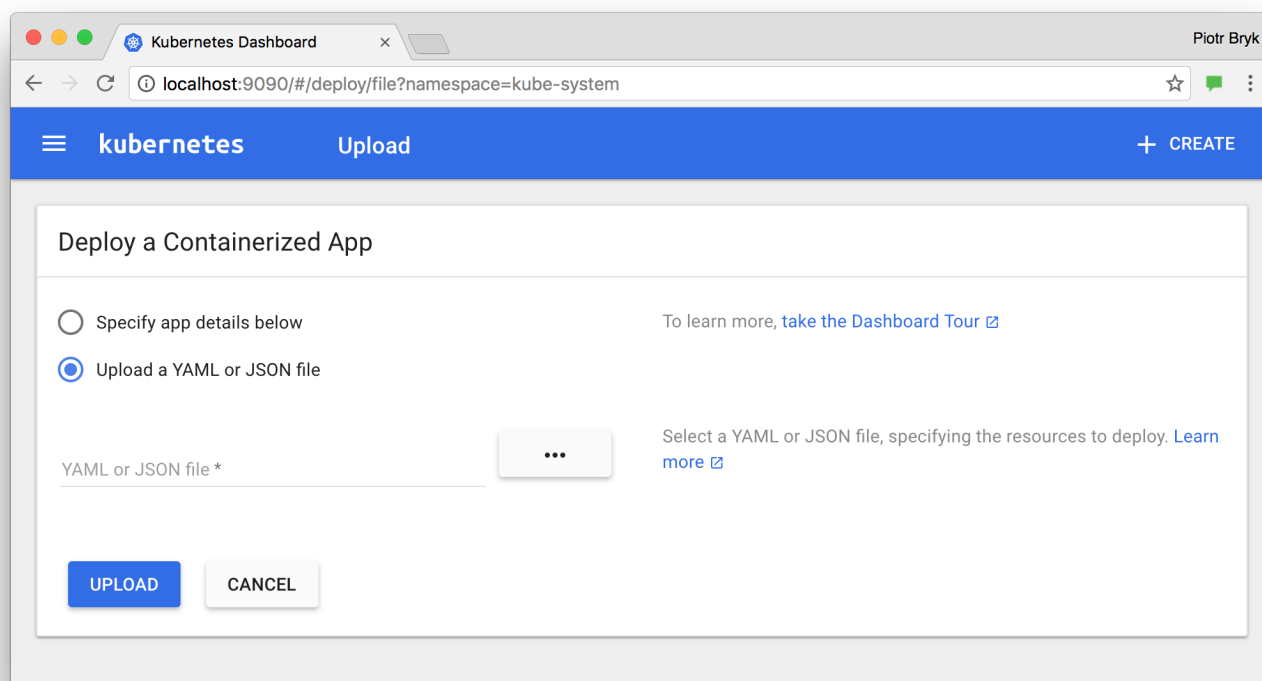 Kubernetes Dashboard
Piotr Bryk
localhost:9090/#/deploy/file?namespace=kube-system
kubernetes
Upload
CREATE
Deploy a Containerized App
Specify app details below
To learn more, take the Dashboard Tour
Upload a YAML or JSON file
Select a YAML or JSON file, specifying the resources to deploy. Learn
more
YAML or JSON file *
UPLOAD
CANCEL